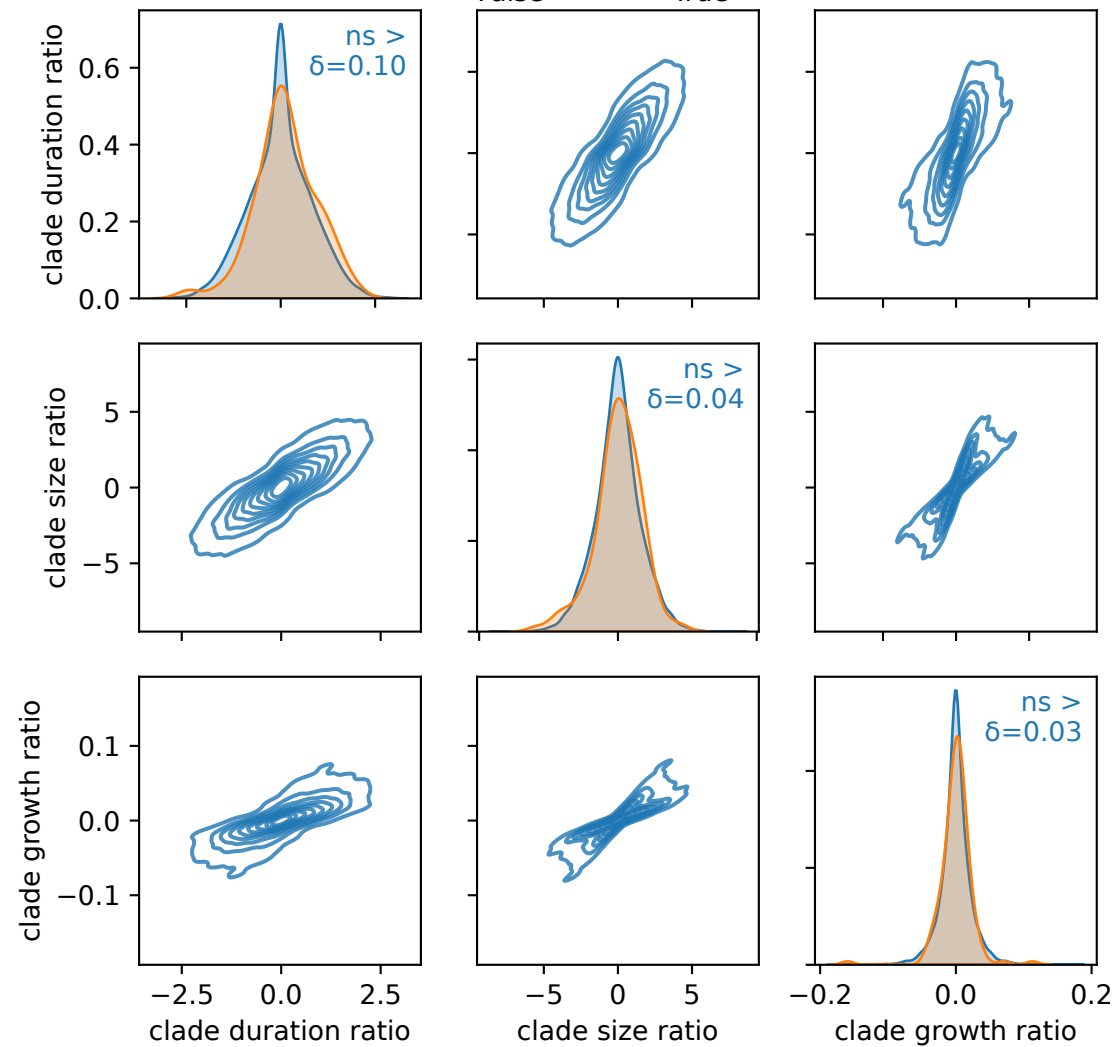 clade duration ratio
0.6
0.4
0.2
0.0
ns >
δ=0.10
clade size ratio
5
0
−5
ns >
δ=0.04
clade growth ratio
0.1
0.0
−0.1
ns >
δ=0.03
−2.5 0.0 2.5
−5 0 5
−0.2 0.0 0.2
clade duration ratio
clade size ratio
clade growth ratio